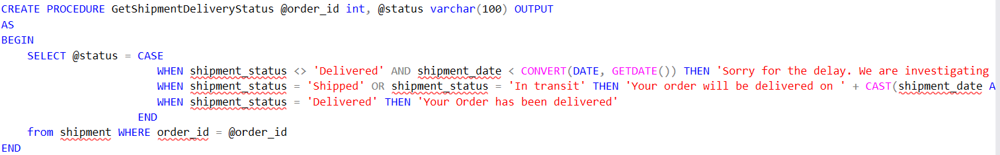 CREATE PROCEDURE GetShipmentDeliveryStatus @order_id int, @status varchar(100) OUTPUT
AS
BEGIN
    SELECT @status = CASE
                        WHEN shipment_status <> 'Delivered' AND shipment_date < CONVERT(DATE, GETDATE()) THEN 'Sorry for the delay. We are investigating
                        WHEN shipment_status = 'Shipped' OR shipment_status = 'In transit' THEN 'Your order will be delivered on ' + CAST(shipment_date A
                        WHEN shipment_status = 'Delivered' THEN 'Your Order has been delivered'
                     END
    from shipment WHERE order_id = @order_id
END